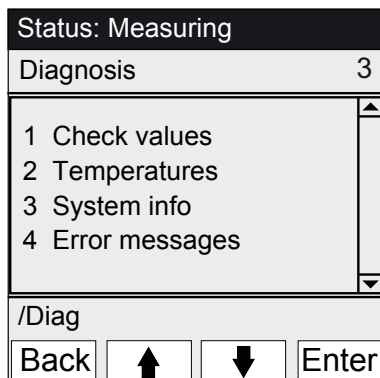 Status: Measuring
Diagnosis 3
1 Check values
2 Temperatures
3 System info
4 Error messages
/Diag
Back Enter